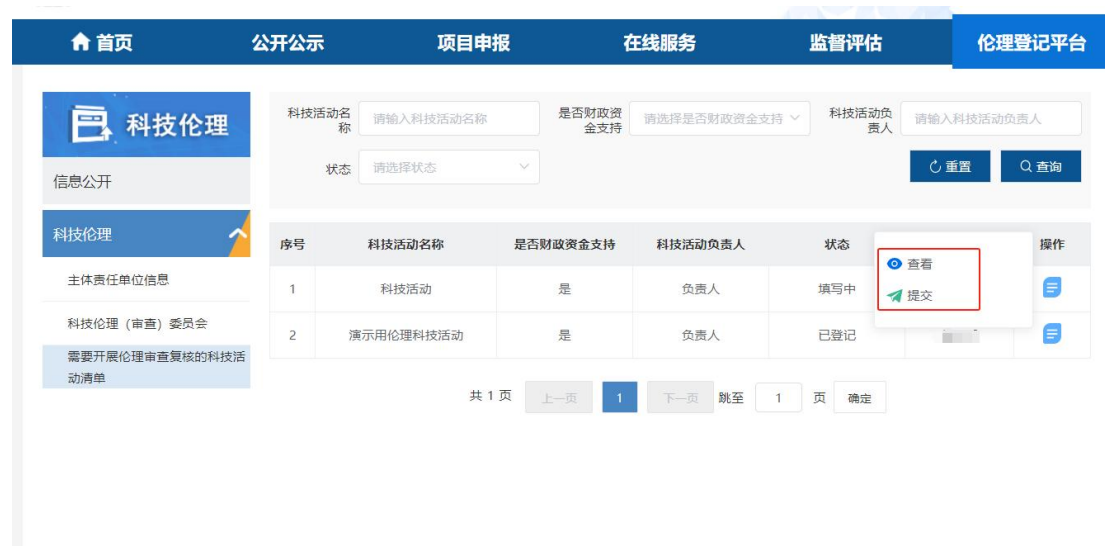 首页 公开公示 项目申报 在线服务 监督评估 伦理登记平台
科技伦理
信息公开
科技伦理
主体责任单位信息
科技伦理（审查）委员会
需要开展伦理审查复核的科技活
动清单
科技活动名
称
请输入科技活动名称
是否财政资
金支持
请选择是否财政资金支持
科技活动负
责人
请输入科技活动负责人
状态
请选择状态
重置 查询
序号 科技活动名称 是否财政资金支持 科技活动负责人 状态 操作
1 科技活动 是 负责人 填写中
查看
提交
2 演示用伦理科技活动 是 负责人 已登记
共 1 页 上一页 1 下一页 跳至 1 页 确定